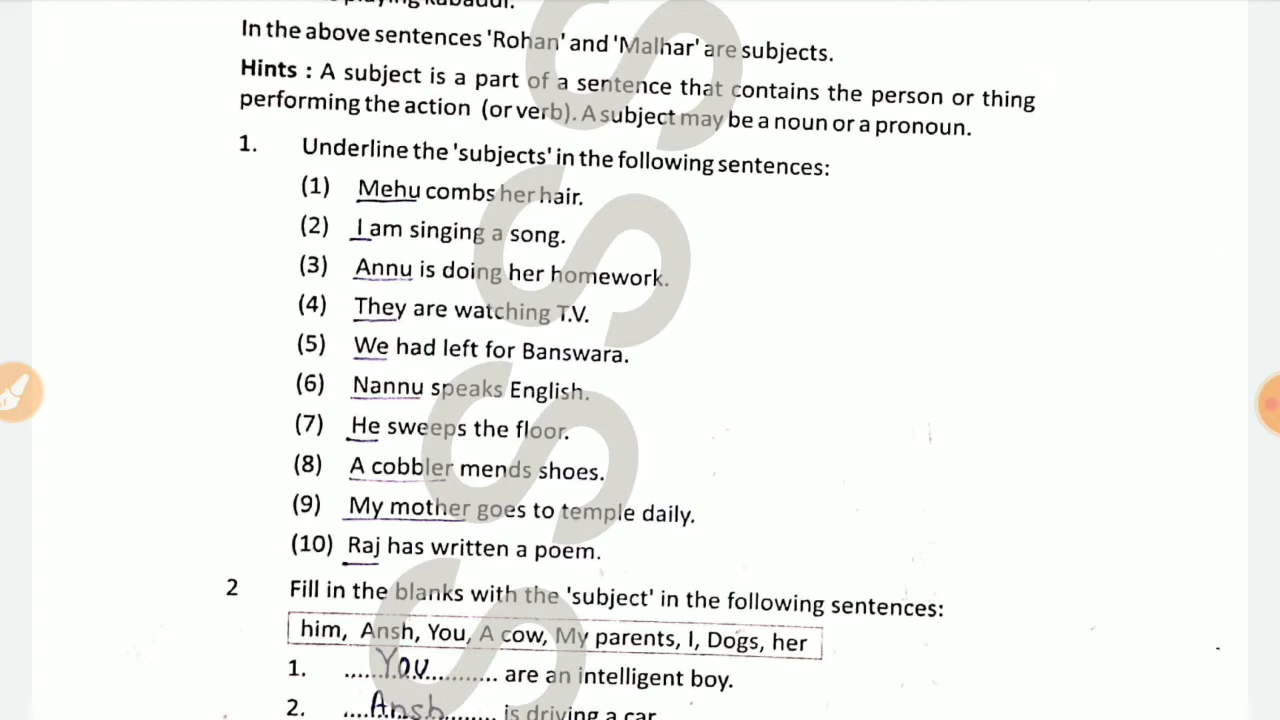 In the above sentences 'Rohan' and 'Malhar' are subjects.
Hints : A subject is a part of a sentence that contains the person or thing
performing the action (or verb). A subject may be a noun or a pronoun.
1. Underline the 'subjects' in the following sentences:
(1) Mehu combs her hair.
(2) I am singing a song.
(3) Annu is doing her homework.
(4) They are watching T.V.
(5) We had left for Banswara.
(6) Nannu speaks English.
(7) He sweeps the floor.
(8) A cobbler mends shoes.
(9) My mother goes to temple daily.
(10) Raj has written a poem.
2 Fill in the blanks with the 'subject' in the following sentences:
him, Ansh, You, A cow, My parents, I, Dogs, her
1. ......You........... are an intelligent boy.
2. ....Ansh........ is driving a car